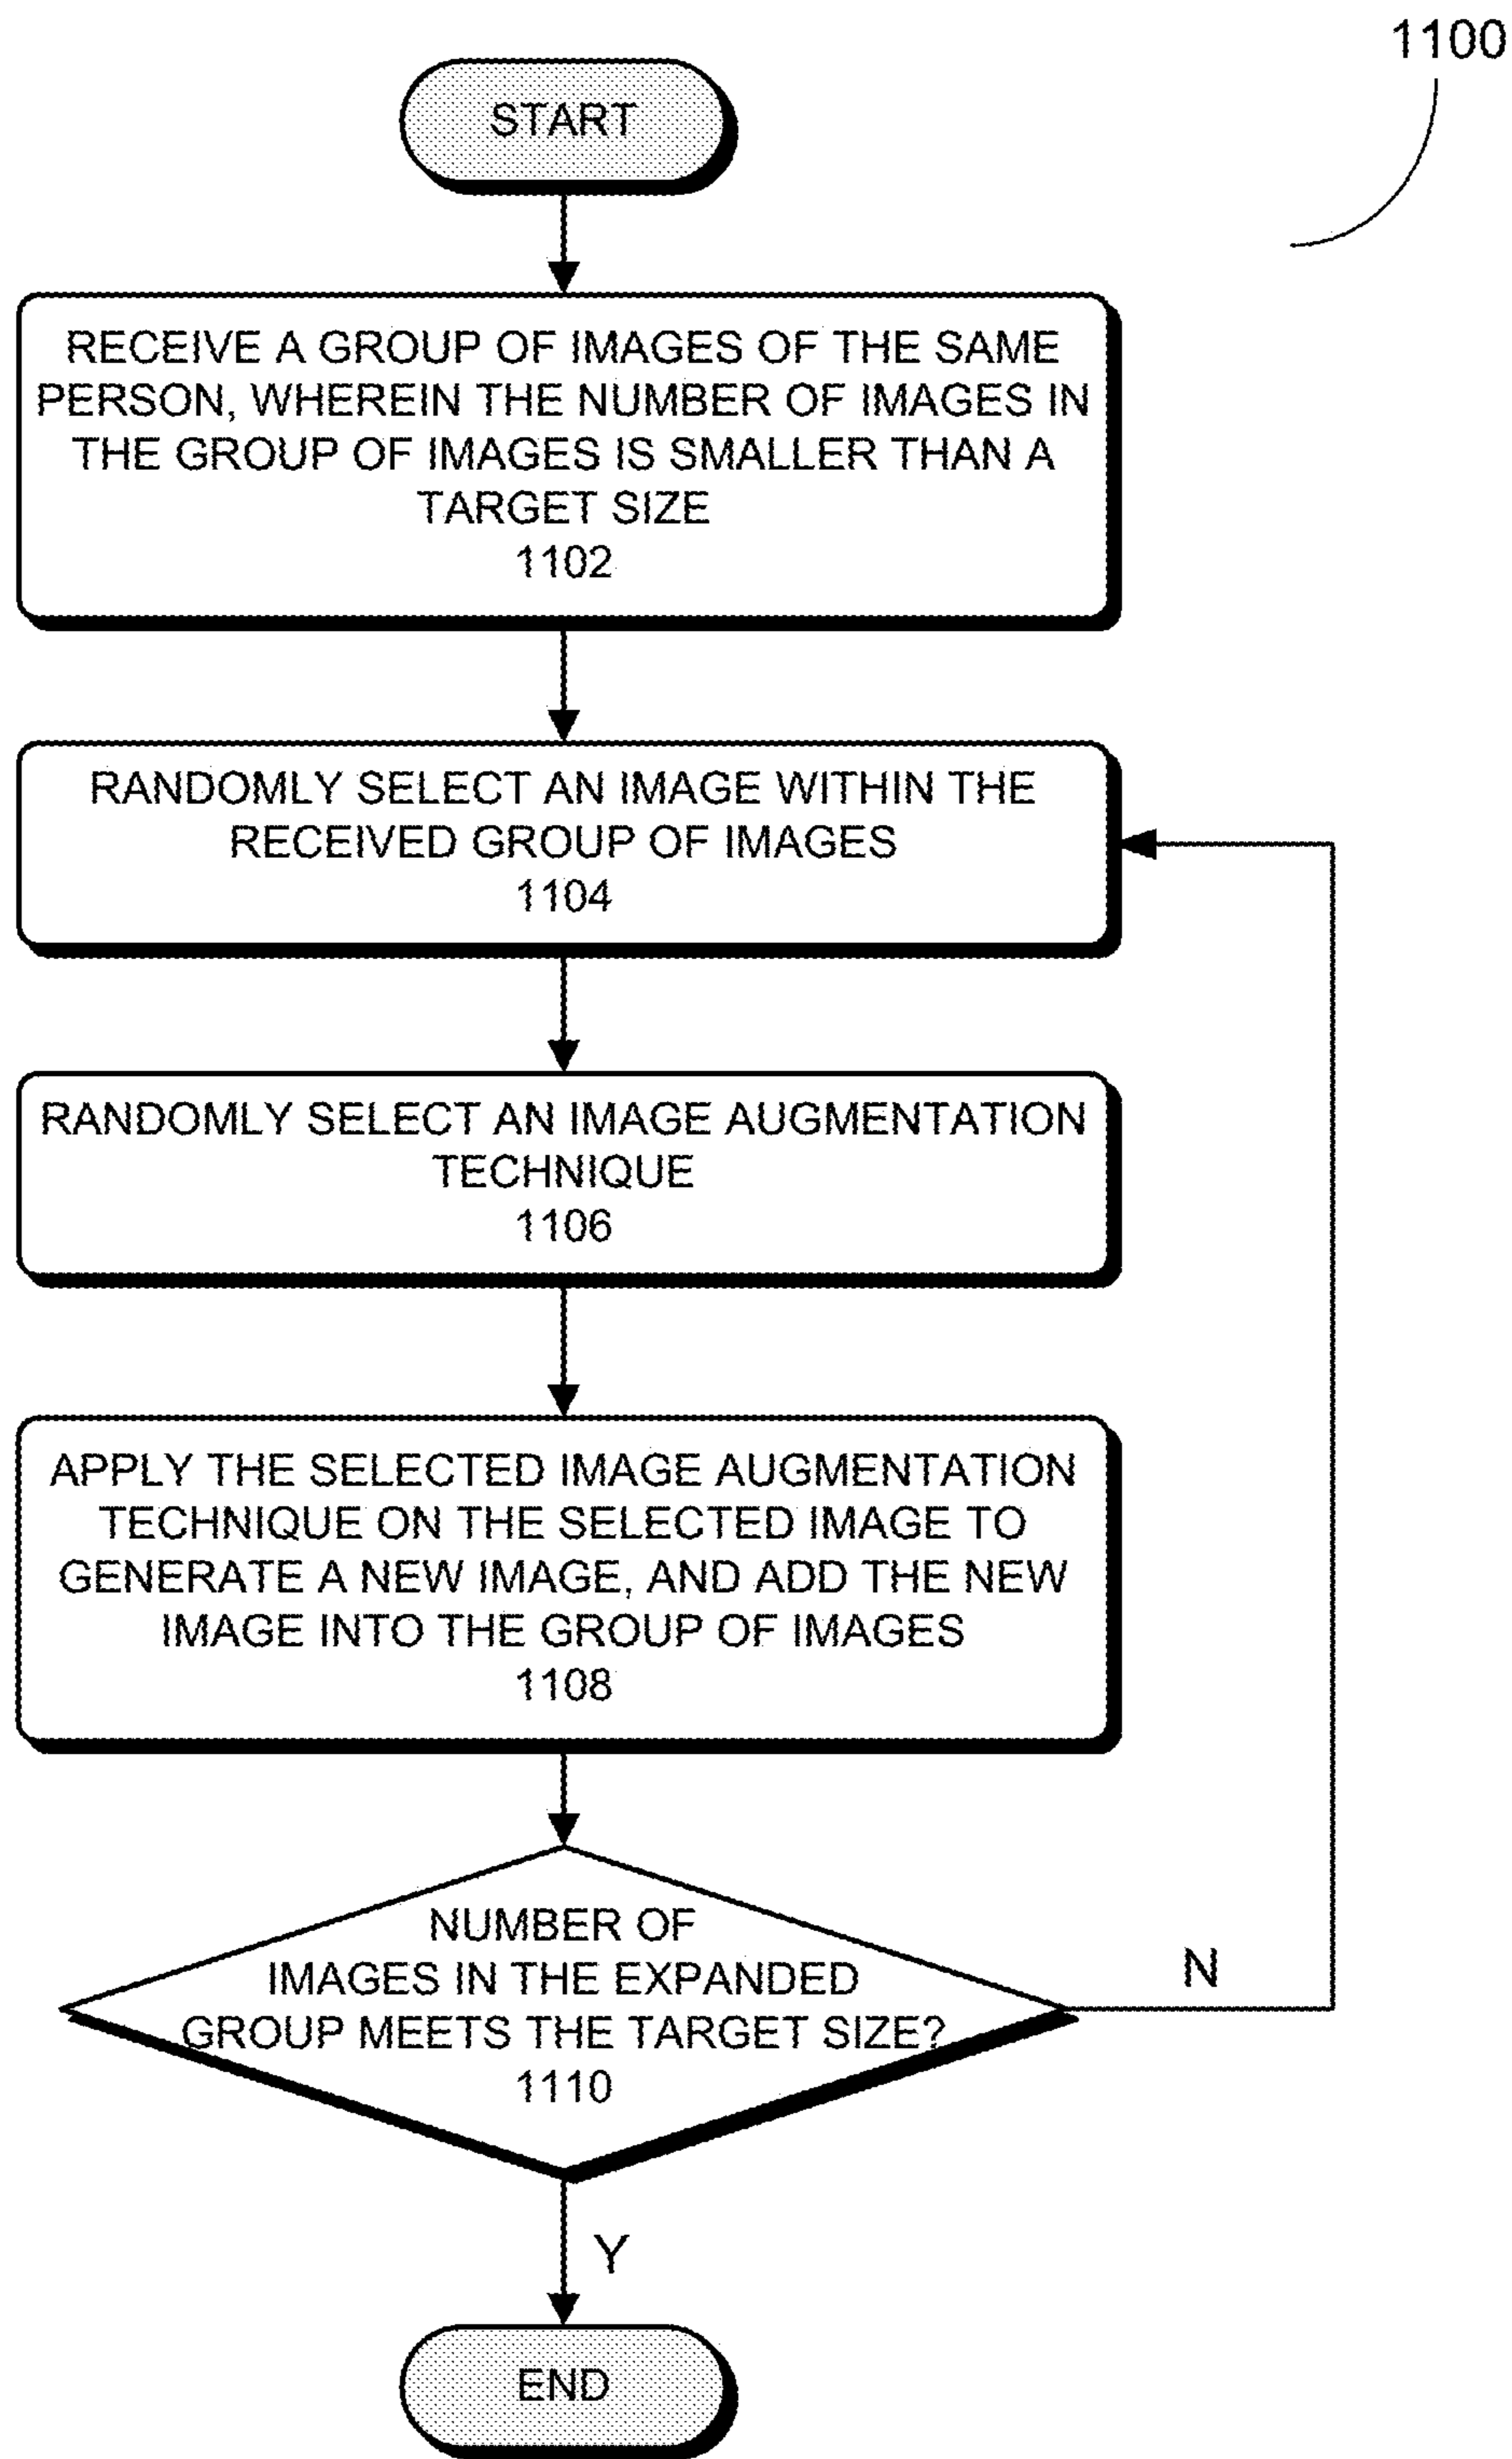 1100
START
RECEIVE A GROUP OF IMAGES OF THE SAME
PERSON, WHEREIN THE NUMBER OF IMAGES IN
THE GROUP OF IMAGES IS SMALLER THAN A
TARGET SIZE
1102
RANDOMLY SELECT AN IMAGE WITHIN THE
RECEIVED GROUP OF IMAGES
1104
RANDOMLY SELECT AN IMAGE AUGMENTATION
TECHNIQUE
1106
APPLY THE SELECTED IMAGE AUGMENTATION
TECHNIQUE ON THE SELECTED IMAGE TO
GENERATE A NEW IMAGE, AND ADD THE NEW
IMAGE INTO THE GROUP OF IMAGES
1108
NUMBER OF
IMAGES IN THE EXPANDED
GROUP MEETS THE TARGET SIZE?
1110
N
Y
END